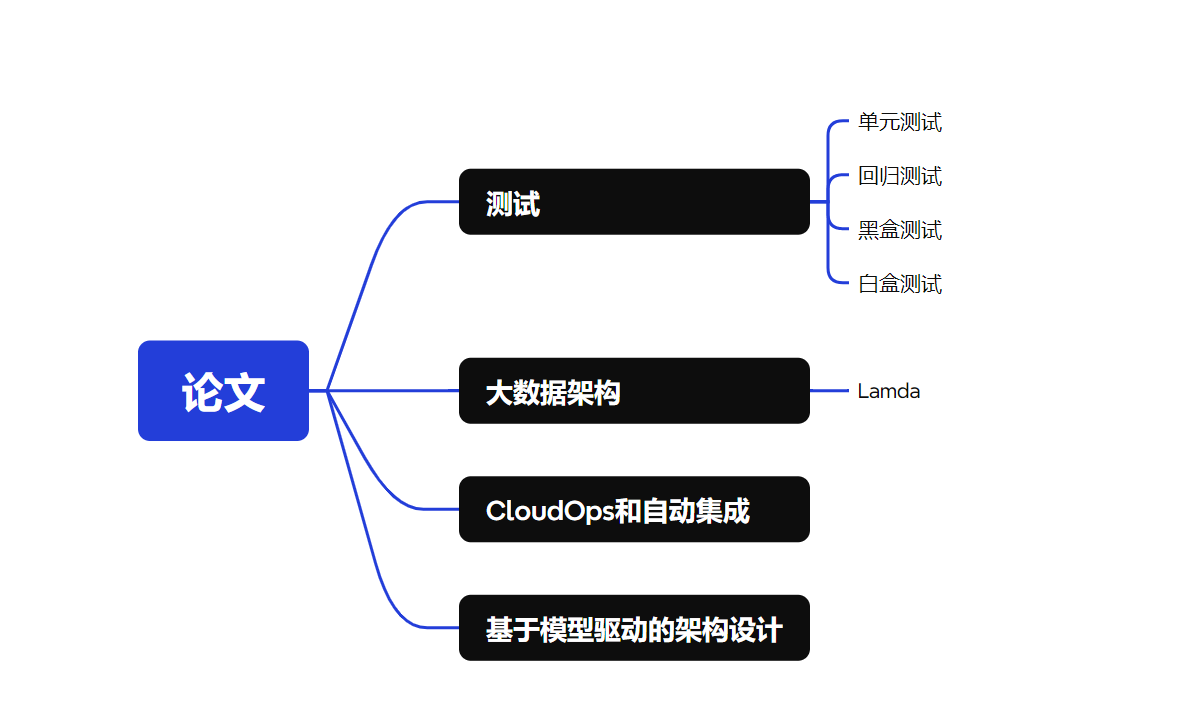 论文
测试
单元测试
回归测试
黑盒测试
白盒测试
大数据架构
Lamda
CloudOps和自动集成
基于模型驱动的架构设计